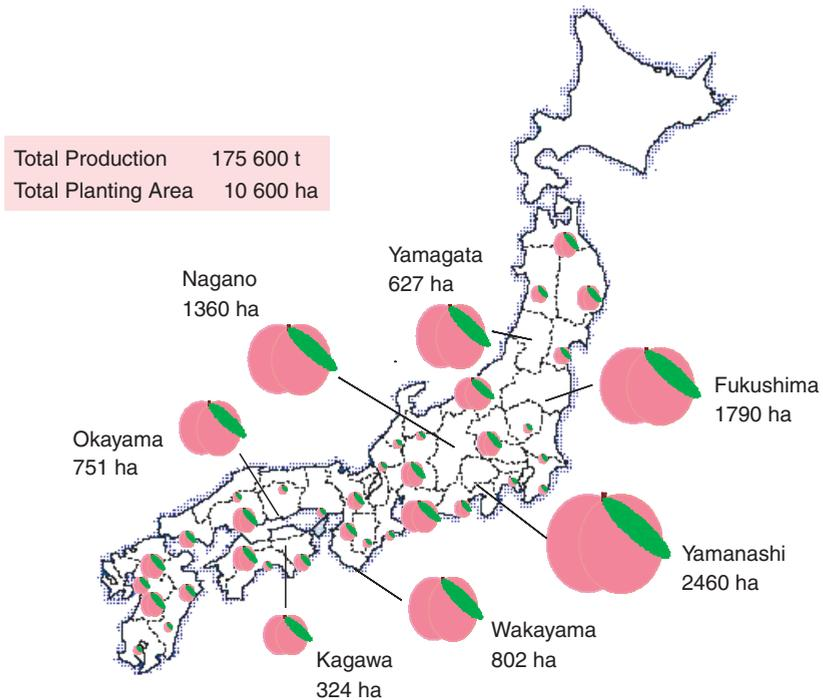 Total Production 175 600 t
Total Planting Area 10 600 ha
Yamagata
627 ha
Nagano
1360 ha
Fukushima
1790 ha
Okayama
751 ha
Yamanashi
2460 ha
Wakayama
802 ha
Kagawa
324 ha